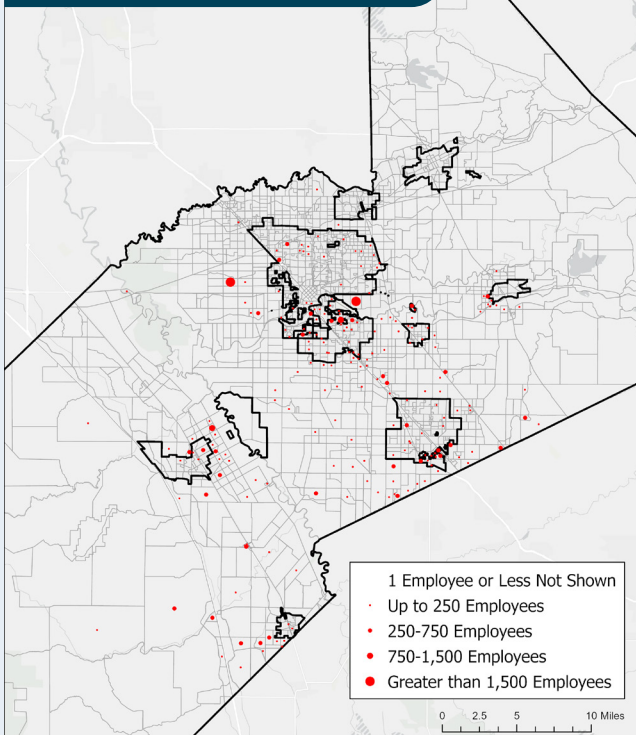 1 Employee or Less Not Shown
Up to 250 Employees
250-750 Employees
750-1,500 Employees
Greater than 1,500 Employees
0 2.5 5 10 Miles